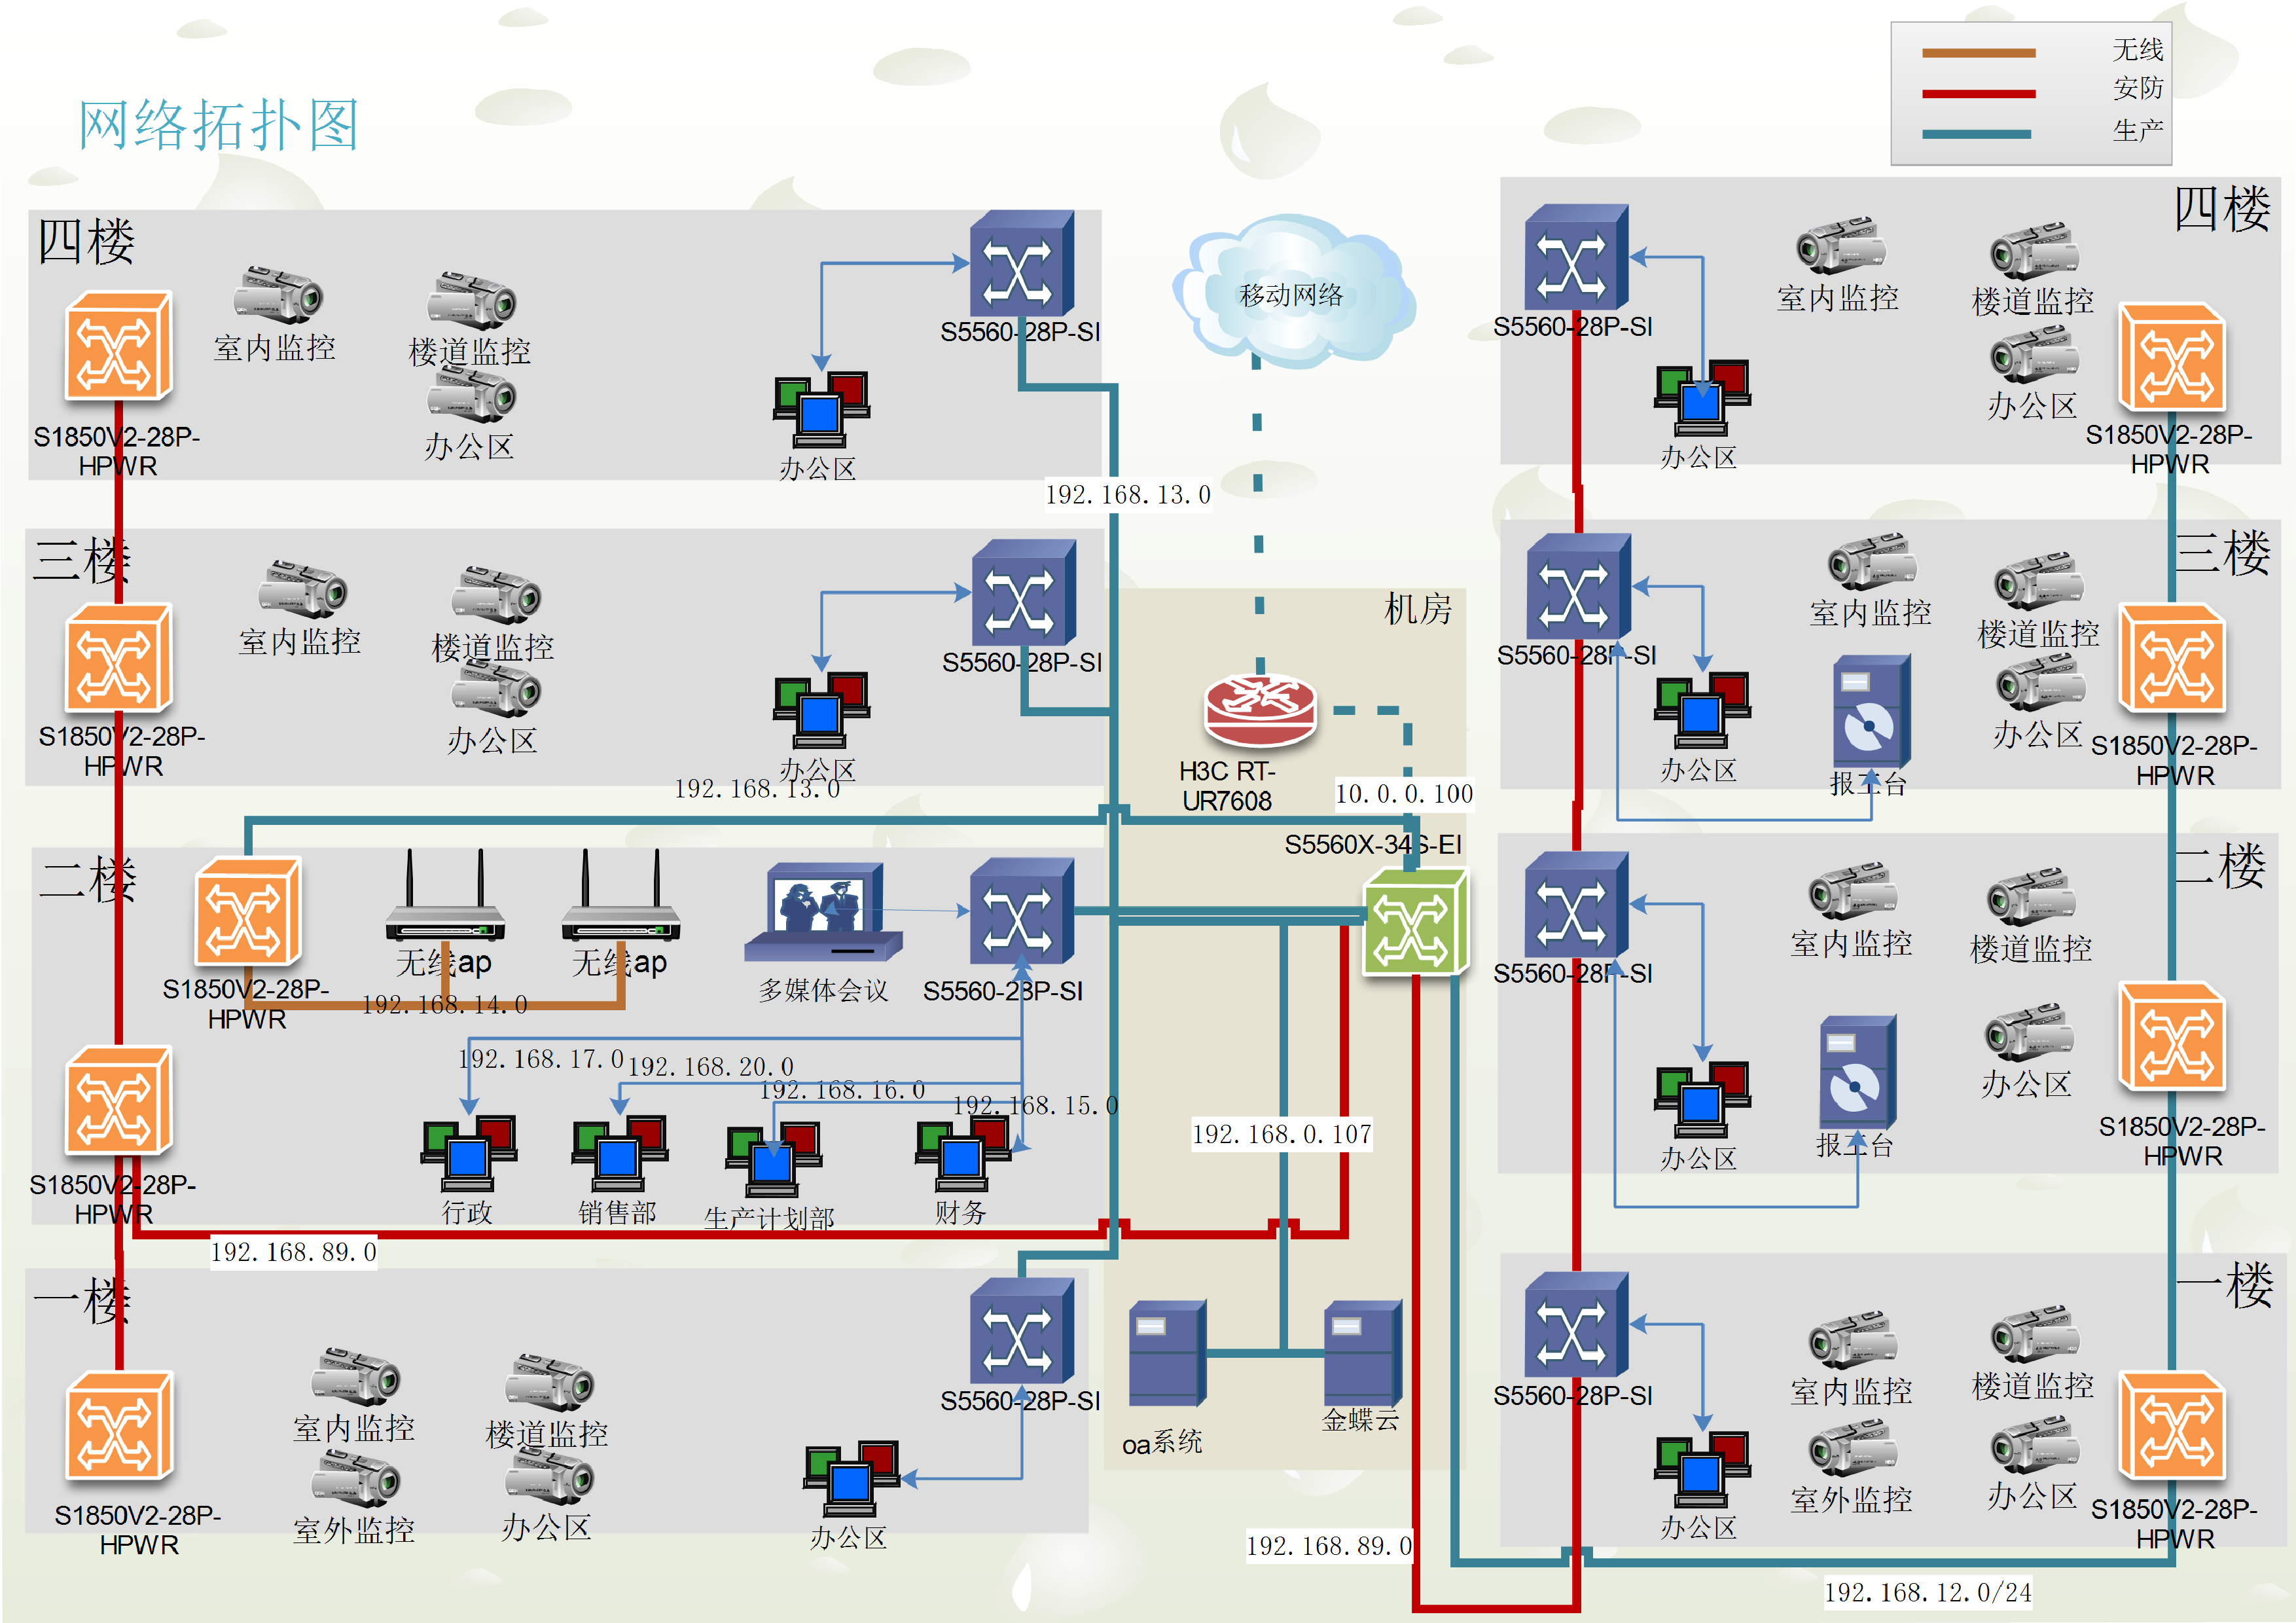 网络拓扑图
无线
安防
生产
四楼
S1850V2-28P-
HPWR
室内监控
楼道监控
办公区
办公区
S5560-28P-SI
192.168.13.0
三楼
S1850V2-28P-
HPWR
室内监控
楼道监控
办公区
办公区
S5560-28P-SI
192.168.13.0
二楼
S1850V2-28P-
HPWR
无线ap
无线ap
192.168.14.0
多媒体会议
S5560-28P-SI
192.168.17.0
192.168.20.0
192.168.16.0
192.168.15.0
S1850V2-28P-
HPWR
行政
销售部
生产计划部
财务
192.168.89.0
一楼
S1850V2-28P-
HPWR
室内监控
楼道监控
室外监控
办公区
办公区
S5560-28P-SI
移动网络
机房
H3C RT-
UR7608
10.0.0.100
S5560X-34S-EI
192.168.0.107
oa系统
金蝶云
192.168.89.0
四楼
S5560-28P-SI
办公区
室内监控
楼道监控
办公区
S1850V2-28P-
HPWR
三楼
S5560-28P-SI
办公区
报工台
室内监控
楼道监控
办公区
S1850V2-28P-
HPWR
二楼
S5560-28P-SI
办公区
报工台
室内监控
楼道监控
办公区
S1850V2-28P-
HPWR
一楼
S5560-28P-SI
办公区
室内监控
楼道监控
室外监控
办公区
S1850V2-28P-
HPWR
192.168.12.0/24